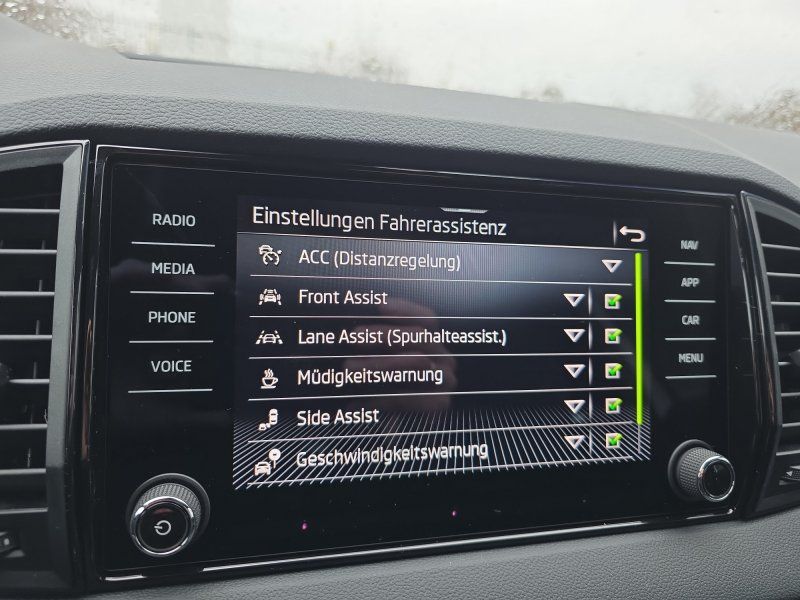 Einstellungen Fahrerassistenz
RADIO
MEDIA
PHONE
VOICE
ACC (Distanzregelung)
Front Assist
Lane Assist (Spurhalteassist.)
Müdigkeitswarnung
Side Assist
Geschwindigkeitswarnung
NAV
APP
CAR
MENU